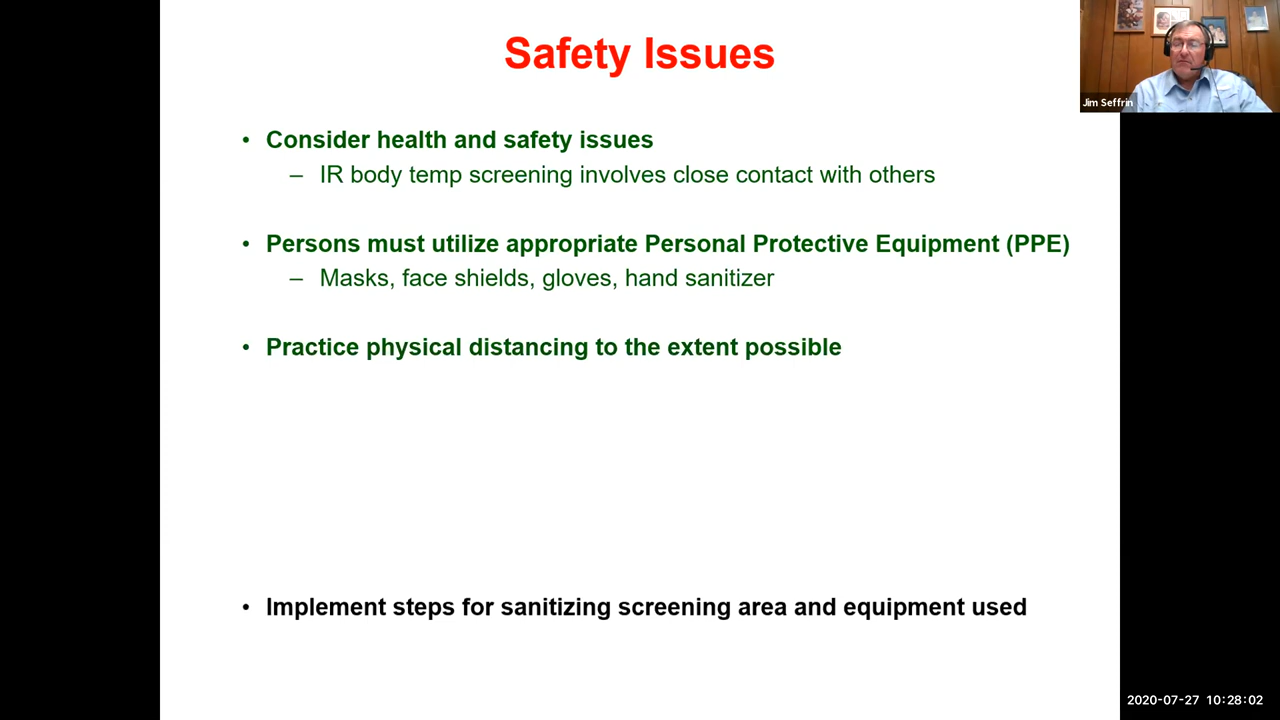 Safety Issues
Jim Seffrin
• Consider health and safety issues
– IR body temp screening involves close contact with others
• Persons must utilize appropriate Personal Protective Equipment (PPE)
– Masks, face shields, gloves, hand sanitizer
• Practice physical distancing to the extent possible
• Implement steps for sanitizing screening area and equipment used
2020-07-27 10:28:02